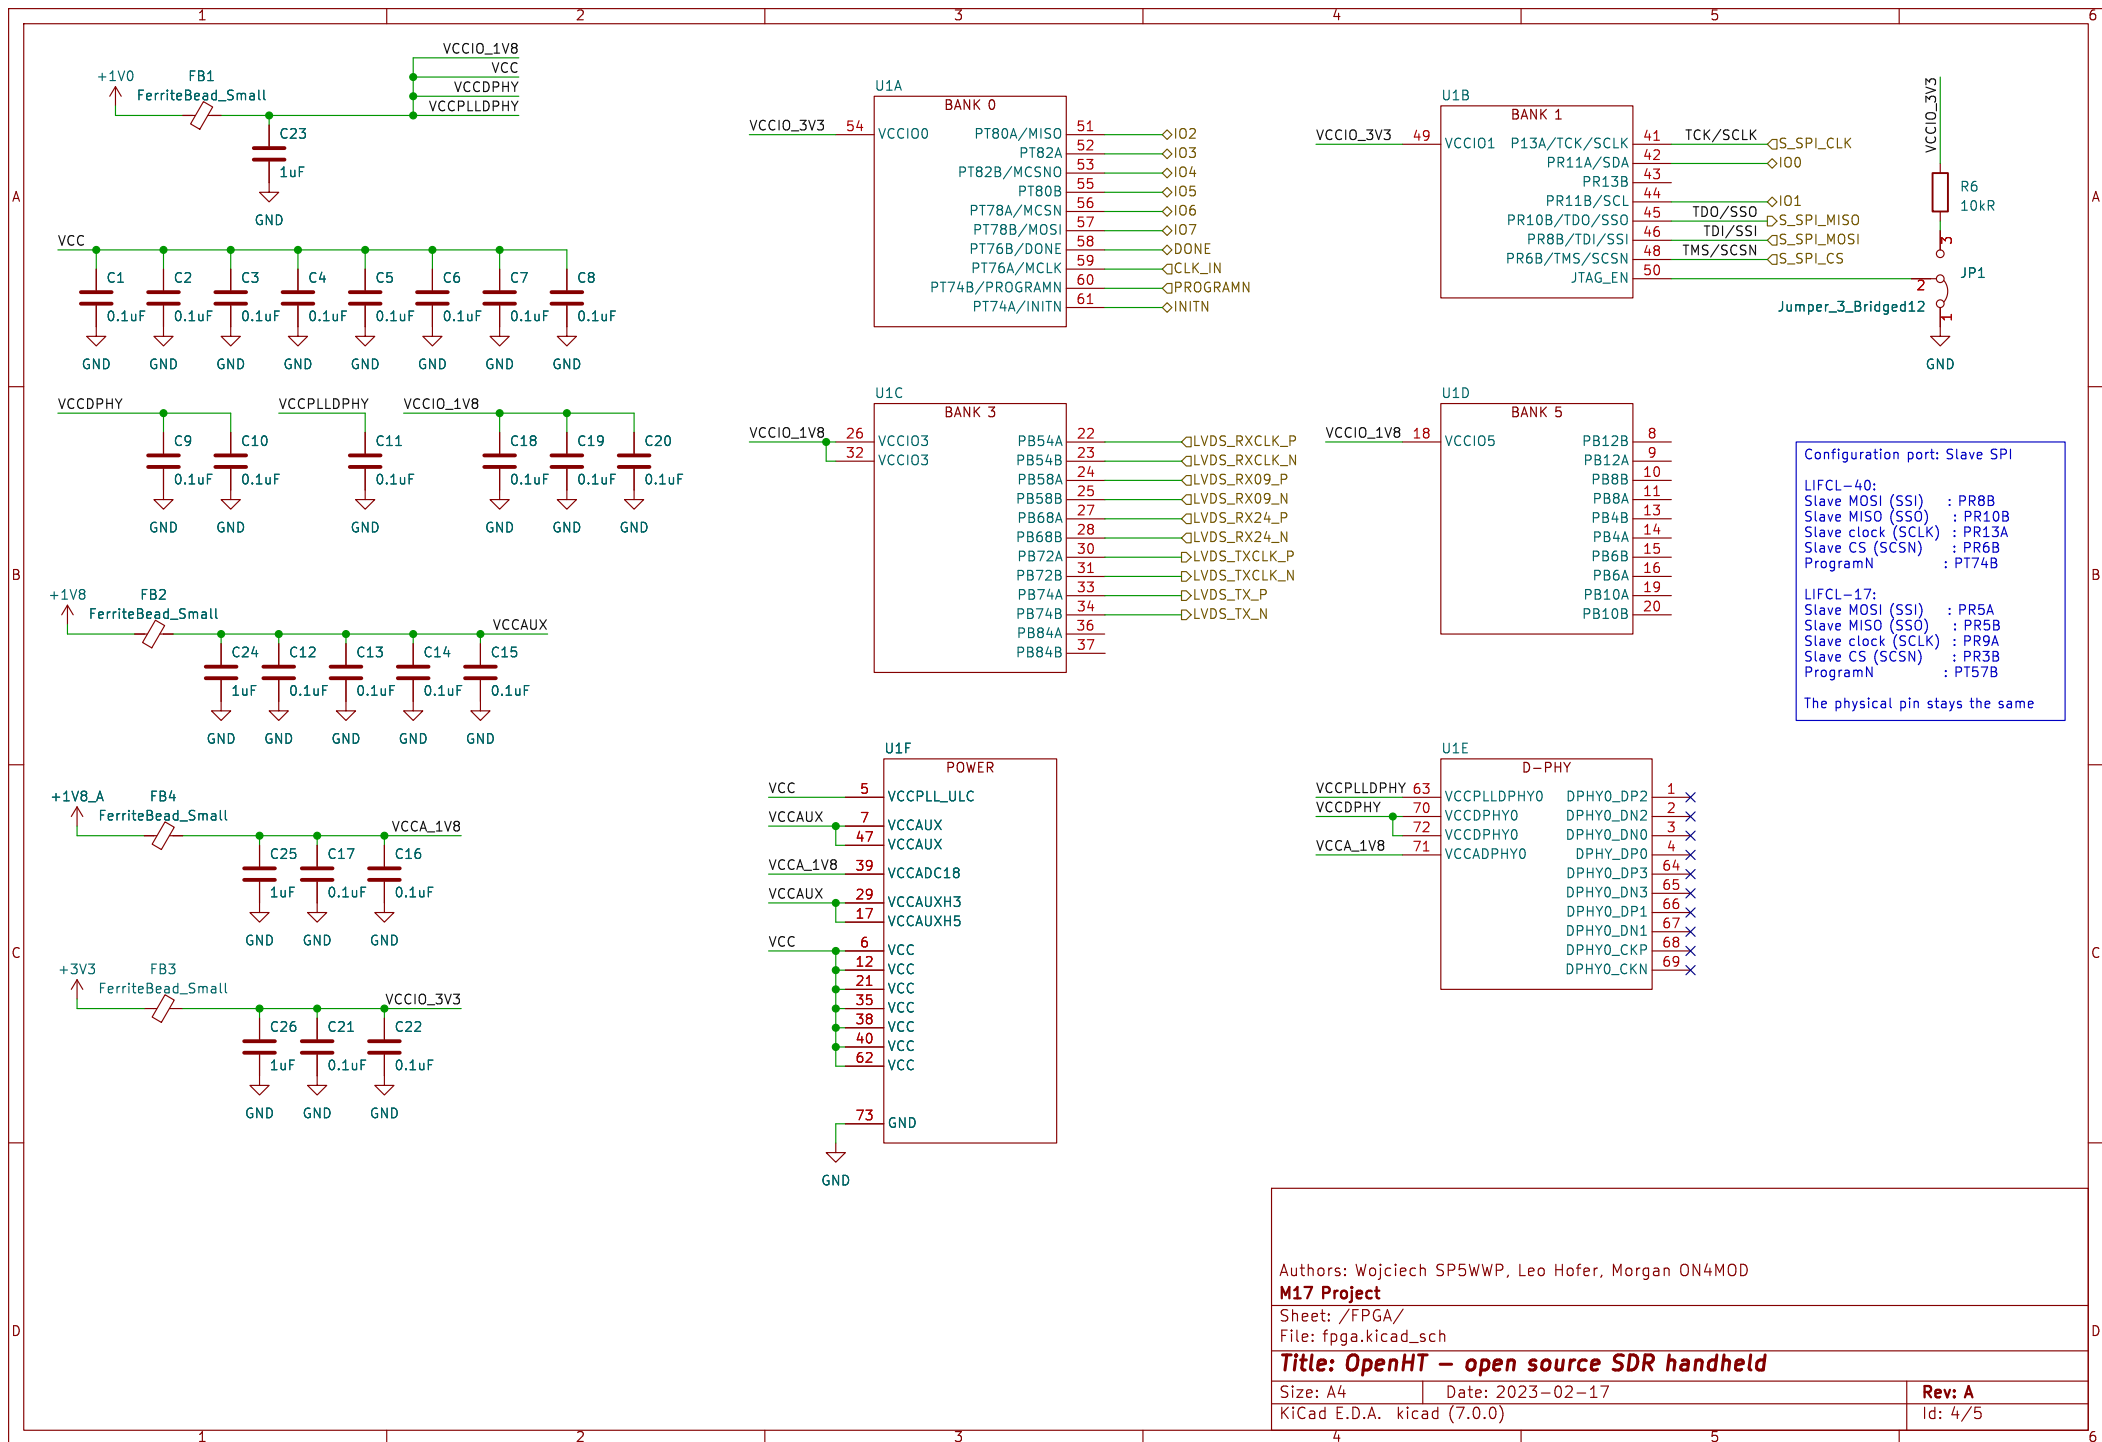 1 2 3 4 5 6
A
B
C
D
A
B
C
D
1 2 3 4 5 6
+1V0
FB1
FerriteBead_Small
VCCIO_1V8
VCC
VCCDPHY
VCCPLLDPHY
C23
1uF
GND
VCC
C1 C2 C3 C4 C5 C6 C7 C8
0.1uF 0.1uF 0.1uF 0.1uF 0.1uF 0.1uF 0.1uF 0.1uF
GND GND GND GND GND GND GND GND
VCCDPHY VCCPLLDPHY VCCIO_1V8
C9 C10 C11 C18 C19 C20
0.1uF 0.1uF 0.1uF 0.1uF 0.1uF 0.1uF
GND GND GND GND GND GND
+1V8
FB2
FerriteBead_Small
VCCAUX
C24 C12 C13 C14 C15
1uF 0.1uF 0.1uF 0.1uF 0.1uF
GND GND GND GND GND
+1V8_A
FB4
FerriteBead_Small
VCCA_1V8
C25 C17 C16
1uF 0.1uF 0.1uF
GND GND GND
+3V3
FB3
FerriteBead_Small
VCCIO_3V3
C26 C21 C22
1uF 0.1uF 0.1uF
GND GND GND
U1A
BANK 0
VCCIO_3V3 54 VCCIO0
PT80A/MISO 51 IO2
PT82A 52 IO3
PT82B/MCSNO 53 IO4
PT80B 55 IO5
PT78A/MCSN 56 IO6
PT78B/MOSI 57 IO7
PT76B/DONE 58 DONE
PT76A/MCLK 59 CLK_IN
PT74B/PROGRAMN 60 PROGRAMN
PT74A/INITN 61 INITN
U1B
BANK 1
VCCIO_3V3 49 VCCIO1
P13A/TCK/SCLK 41 TCK/SCLK S_SPI_CLK
PR11A/SDA 42 IO0
PR13B 43
PR11B/SCL 44 IO1
PR10B/TDO/SSO 45 TDO/SSO S_SPI_MISO
PR8B/TDI/SSI 46 TDI/SSI S_SPI_MOSI
PR6B/TMS/SCSN 48 TMS/SCSN S_SPI_CS
JTAG_EN 50
VCCIO_3V3
R6
10kR
3
JP1
2
Jumper_3_Bridged12
1
GND
U1C
BANK 3
VCCIO_1V8 26 VCCIO3
32 VCCIO3
PB54A 22 LVDS_RXCLK_P
PB54B 23 LVDS_RXCLK_N
PB58A 24 LVDS_RX09_P
PB58B 25 LVDS_RX09_N
PB68A 27 LVDS_RX24_P
PB68B 28 LVDS_RX24_N
PB72A 30 LVDS_TXCLK_P
PB72B 31 LVDS_TXCLK_N
PB74A 33 LVDS_TX_P
PB74B 34 LVDS_TX_N
PB84A 36
PB84B 37
U1D
BANK 5
VCCIO_1V8 18 VCCIO5
PB12B 8
PB12A 9
PB8B 10
PB8A 11
PB4B 13
PB4A 14
PB6B 15
PB6A 16
PB10A 19
PB10B 20
Configuration port: Slave SPI
LIFCL-40:
Slave MOSI (SSI) : PR8B
Slave MISO (SSO) : PR10B
Slave clock (SCLK) : PR13A
Slave CS (SCSN) : PR6B
ProgramN : PT74B
LIFCL-17:
Slave MOSI (SSI) : PR5A
Slave MISO (SSO) : PR5B
Slave clock (SCLK) : PR9A
Slave CS (SCSN) : PR3B
ProgramN : PT57B
The physical pin stays the same
U1F
POWER
VCC 5 VCCPLL_ULC
VCCAUX 7 VCCAUX
47 VCCAUX
VCCA_1V8 39 VCCADC18
VCCAUX 29 VCCAUXH3
17 VCCAUXH5
VCC 6 VCC
12 VCC
21 VCC
35 VCC
38 VCC
40 VCC
62 VCC
73 GND
GND
U1E
D-PHY
VCCPLLDPHY 63 VCCPLLDPHY0
VCCDPHY 70 VCCDPHY0
72 VCCDPHY0
VCCA_1V8 71 VCCADPHY0
DPHY0_DP2 1
DPHY0_DN2 2
DPHY0_DN0 3
DPHY_DP0 4
DPHY0_DP3 64
DPHY0_DN3 65
DPHY0_DP1 66
DPHY0_DN1 67
DPHY0_CKP 68
DPHY0_CKN 69
Authors: Wojciech SP5WWP, Leo Hofer, Morgan ON4MOD
M17 Project
Sheet: /FPGA/
File: fpga.kicad_sch
Title: OpenHT – open source SDR handheld
Size: A4 Date: 2023-02-17 Rev: A
KiCad E.D.A. kicad (7.0.0) Id: 4/5